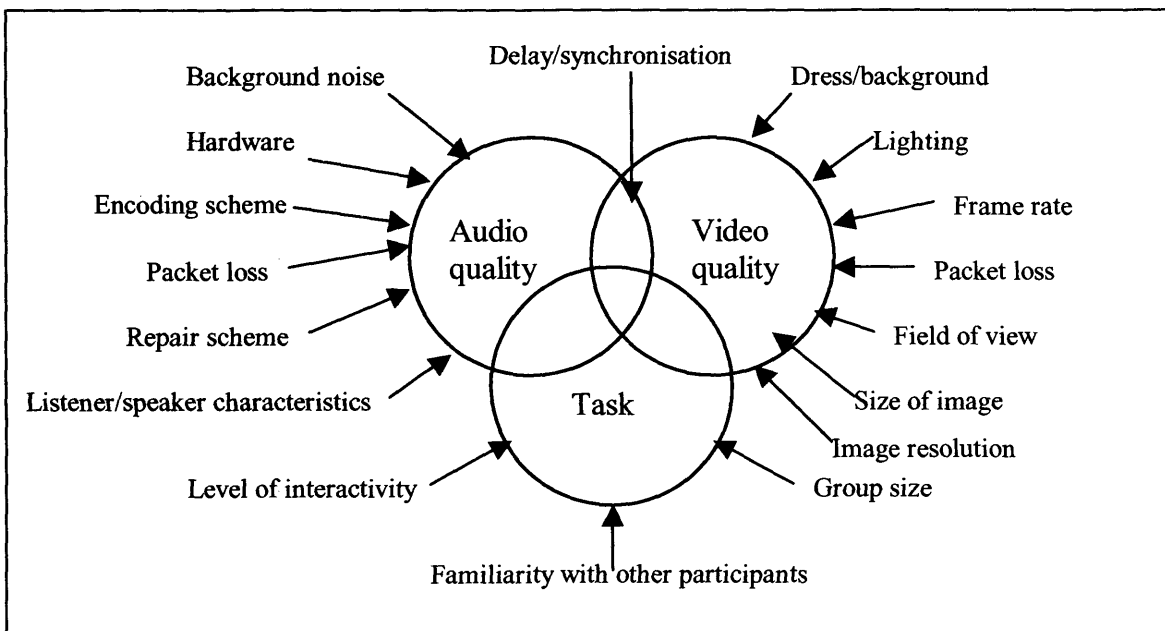 Delay/synchronisation
Background noise
Dress/background
Hardware
Lighting
Encoding scheme
Frame rate
Audio
quality
Video
quality
Packet loss
Packet loss
Repair scheme
Field of view
Listener/speaker characteristics
Task
Size of image
Image resolution
Level of interactivity
Group size
Familiarity with other participants